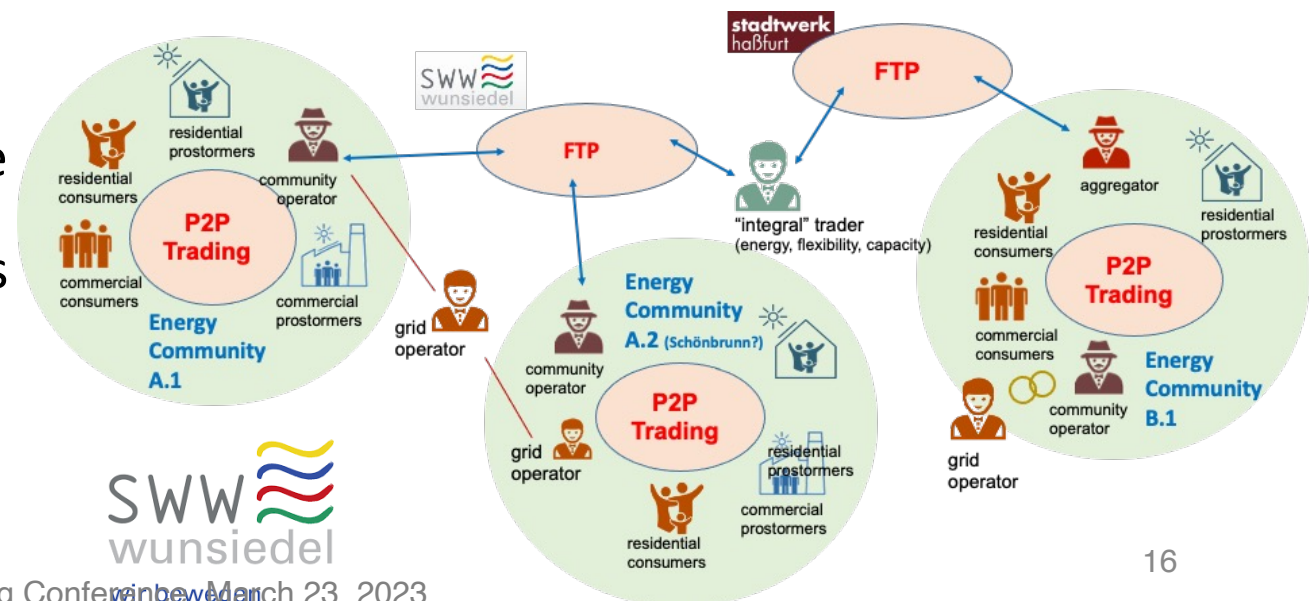 stadtwerk
haßfurt
FTP
SWW
wunsiedel
FTP
residential
prostormers
residential
consumers
community
operator
P2P
Trading
commercial
consumers
commercial
prostormers
Energy
Community
A.1
grid
operator
"integral" trader
(energy, flexibility, capacity)
Energy
Community
A.2 (Schönbrunn?)
community
operator
P2P
Trading
grid
operator
residential
prostormers
commercial
prostormers
residential
consumers
aggregator
residential
prostormers
residential
consumers
P2P
Trading
commercial
consumers
community
operator
Energy
Community
B.1
grid
operator
SWW
wunsiedel
March 23, 2023
16